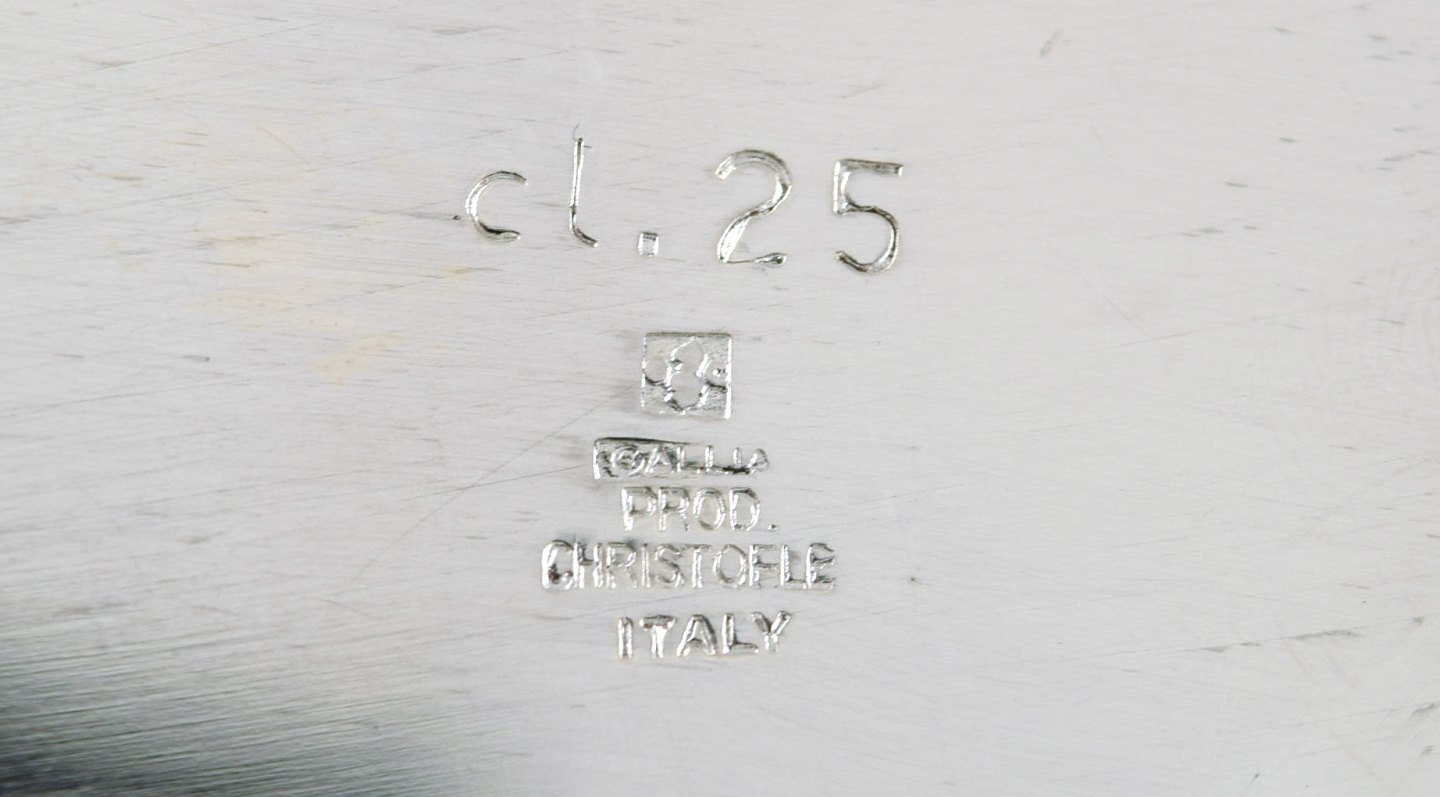 cl. 25
GALLIA
PROD.
CHRISTOFLE
ITALY